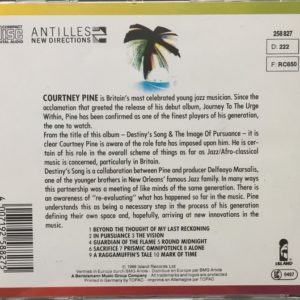 COMPACT
DISC
DIGITAL AUDIO
ANTILLES
NEW DIRECTIONS
258 827
D: 222
F: RC650
COURTNEY PINE is Britain's most celebrated young jazz musician. Since the
acclamation that greeted the release of his debut album, Journey To The Urge
Within, Pine has been confirmed as one of the finest players of his generation,
the one to watch.
From the title of this album – Destiny's Song & The Image Of Pursuance – it is
clear Courtney Pine is aware of the role fate has imposed upon him. He is cer-
tain of his role in the overall scheme of things as far as Jazz/Afro-classical
music is concerned, particularly in Britain.
Destiny's Song is a collaboration between Pine and producer Delfeayo Marsalis,
one of the younger brothers in New Orleans' famous Jazz family. In many ways
this partnership was a meeting of like minds of the same generation. There is
an awareness of "re-evaluating" what has happened so far in the music. Pine
understands this as being a necessary step in the process of his generation
defining their own space and, hopefully, arriving at new innovations in the
music.
1 BEYOND THE THOUGHT OF MY LAST RECKONING
2 IN PURSUANCE 3 THE VISION
4 GUARDIAN OF THE FLAME 5 ROUND MIDNIGHT
6 SACRIFICE 7 PRISMIC OMNIPOTENCE 8 ALONE
9 A RAGGAMUFFIN'S TALE 10 MARK OF TIME
Island Records Ltd
ISLAND